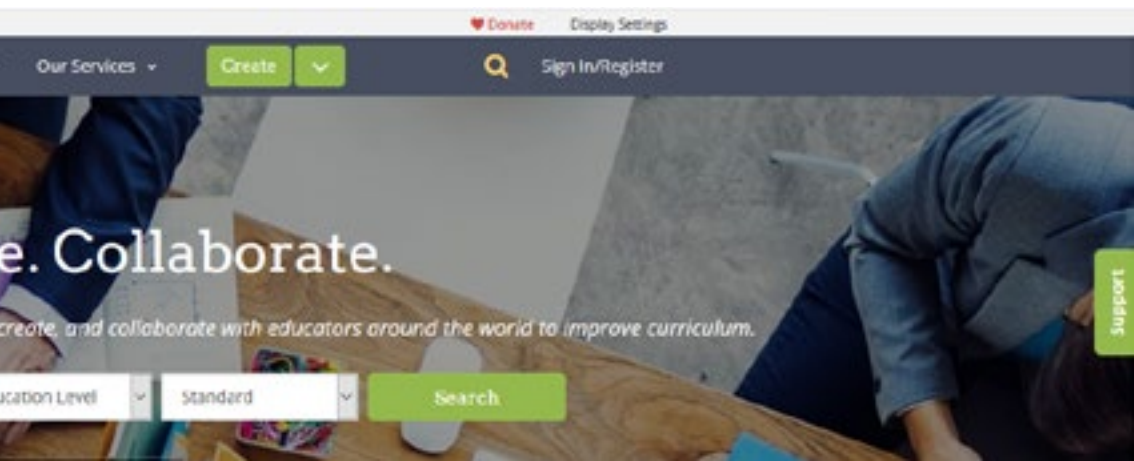 Donate Display Settings
Our Services Create Sign In/Register
e. Collaborate.
create, and collaborate with educators around the world to improve curriculum.
ucation Level Standard Search
Support